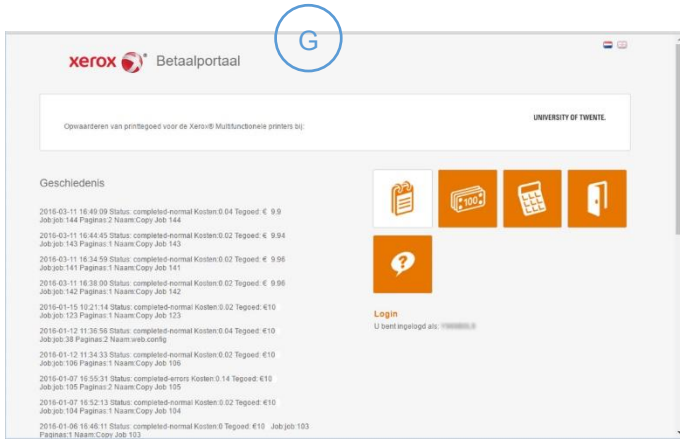 G
xerox Betaalportaal
Opwaarderen van printtegoed voor de Xerox® Multifunctionele printers bij:
UNIVERSITY OF TWENTE.
Geschiedenis
2016-03-11 16:49:09 Status: completed-normal Kosten:0.04 Tegoed: € 9.9
Job:job:144 Paginas:2 Naam:Copy Job 144
2016-03-11 16:44:45 Status: completed-normal Kosten:0.02 Tegoed: € 9.94
Job:job:143 Paginas:1 Naam:Copy Job 143
2016-03-11 16:34:59 Status: completed-normal Kosten:0.02 Tegoed: € 9.96
Job:job:141 Paginas:1 Naam:Copy Job 141
2016-03-11 16:38:00 Status: completed-normal Kosten:0.02 Tegoed: € 9.98
Job:job:142 Paginas:1 Naam:Copy Job 142
2016-01-15 10:21:14 Status: completed-normal Kosten:0.02 Tegoed: €10
Job:job:123 Paginas:1 Naam:Copy Job 123
2016-01-12 11:36:56 Status: completed-normal Kosten:0.04 Tegoed: €10
Job:job:38 Paginas:2 Naam:web.config
2016-01-12 11:34:33 Status: completed-normal Kosten:0.02 Tegoed: €10
Job:job:106 Paginas:1 Naam:Copy Job 106
2016-01-07 16:55:31 Status: completed-errors Kosten:0.14 Tegoed: €10
Job:job:105 Paginas:2 Naam:Copy Job 105
2016-01-07 16:52:13 Status: completed-normal Kosten:0.02 Tegoed: €10
Job:job:104 Paginas:1 Naam:Copy Job 104
2016-01-06 16:46:11 Status: completed-normal Kosten:0 Tegoed: €10 Job:job:103
Paginas:1 Naam:Copy Job 103
100
?
Login
U bent ingelogd als: